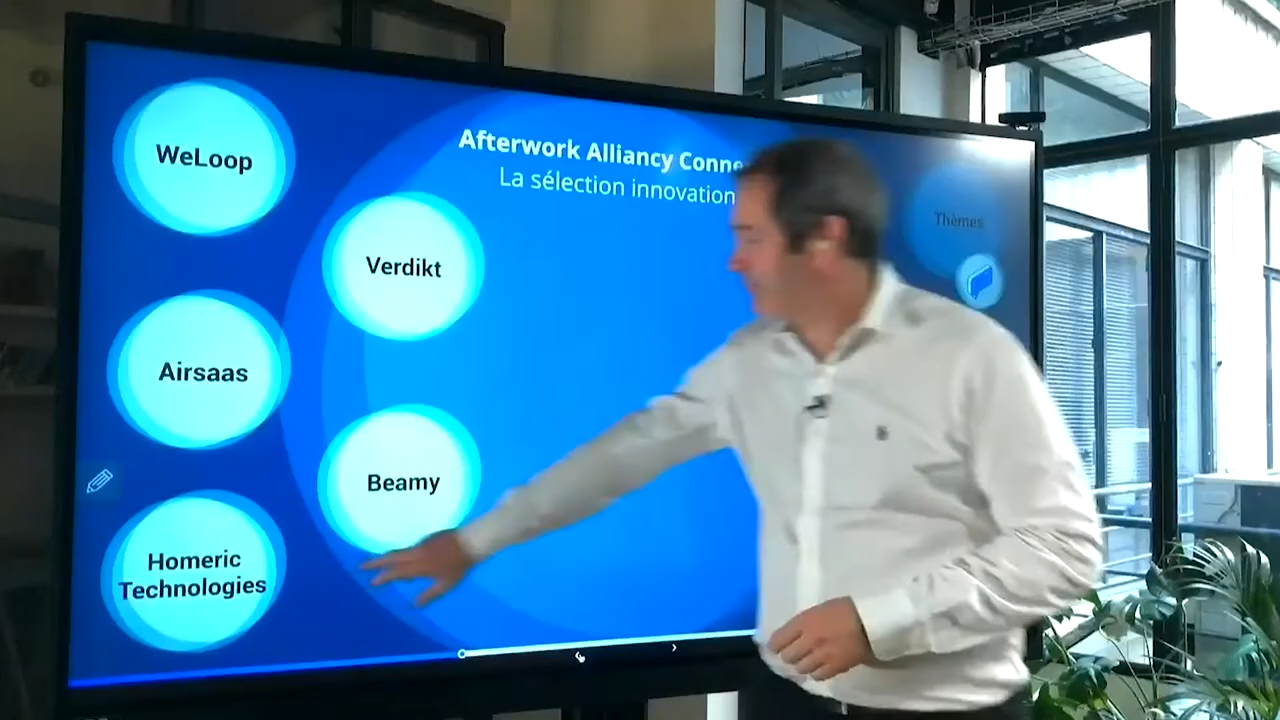 Afterwork Alliancy Conne
La sélection innovation
WeLoop
Verdikt
Thèmes
Airsaas
Beamy
Homeric
Technologies